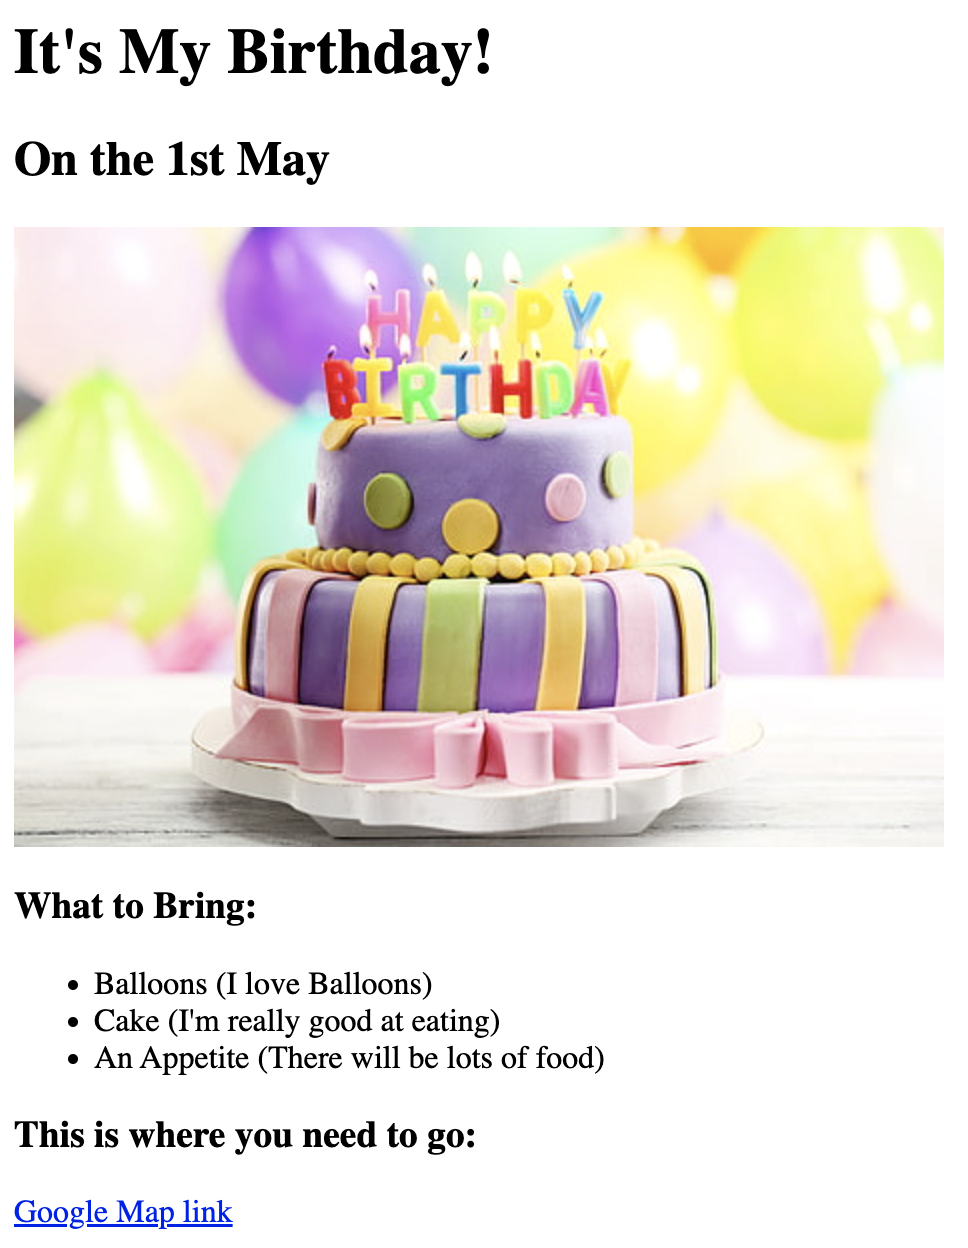 It's My Birthday!
On the 1st May
HAPPY
BIRTHDAY
What to Bring:
Balloons (I love Balloons)
Cake (I'm really good at eating)
An Appetite (There will be lots of food)
This is where you need to go:
Google Map link